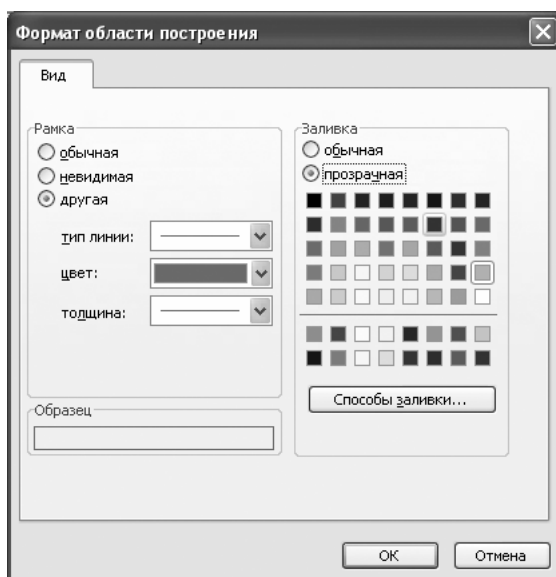 Формат области построения
Вид
Рамка
обычная
невидимая
другая
тип линии:
цвет:
толщина:
Образец
Заливка
обычная
прозрачная
Способы заливки...
ОК
Отмена